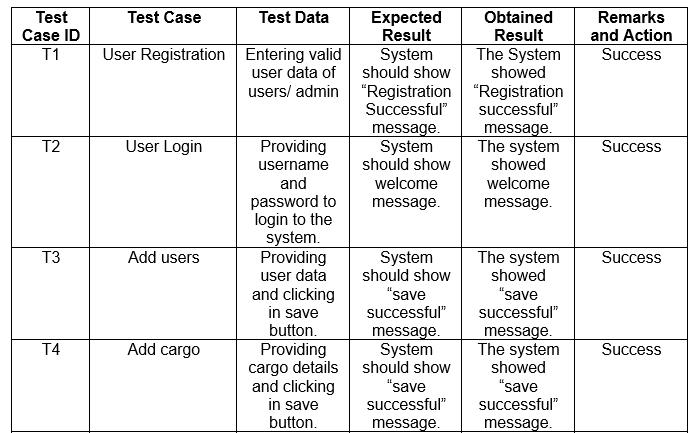 Test Case ID | Test Case | Test Data | Expected Result | Obtained Result | Remarks and Action
T1 | User Registration | Entering valid user data of users/ admin | System should show “Registration Successful” message. | The System showed “Registration successful” message. | Success
T2 | User Login | Providing username and password to login to the system. | System should show welcome message. | The system showed welcome message. | Success
T3 | Add users | Providing user data and clicking in save button. | System should show “save successful” message. | The system showed “save successful” message. | Success
T4 | Add cargo | Providing cargo details and clicking in save button. | System should show “save successful” message. | The system showed “save successful” message. | Success